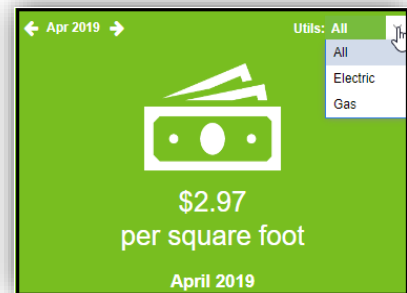 Apr 2019 Utils: All
All
Electric
Gas
$2.97
per square foot
April 2019